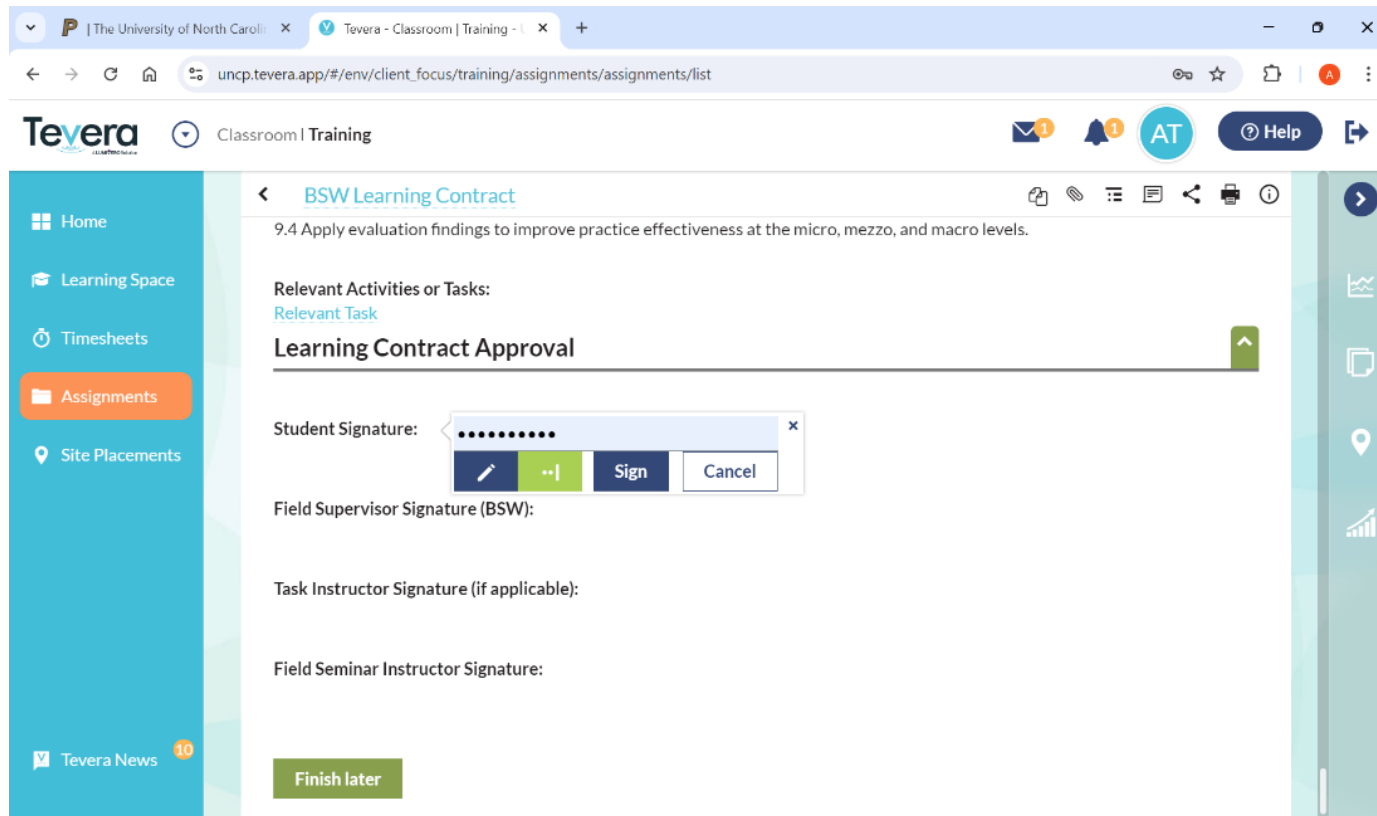 | The University of North Caroli
Tevera - Classroom | Training - U
uncp.tevera.app/#/env/client_focus/training/assignments/assignments/list
A
Tevera
Classroom | Training
1
1
AT
Help
BSW Learning Contract
Home
9.4 Apply evaluation findings to improve practice effectiveness at the micro, mezzo, and macro levels.
Learning Space
Relevant Activities or Tasks:
Relevant Task
Timesheets
Learning Contract Approval
Assignments
Student Signature:
••••••••••
Site Placements
Sign
Cancel
Field Supervisor Signature (BSW):
Task Instructor Signature (if applicable):
Field Seminar Instructor Signature:
Tevera News
10
Finish later